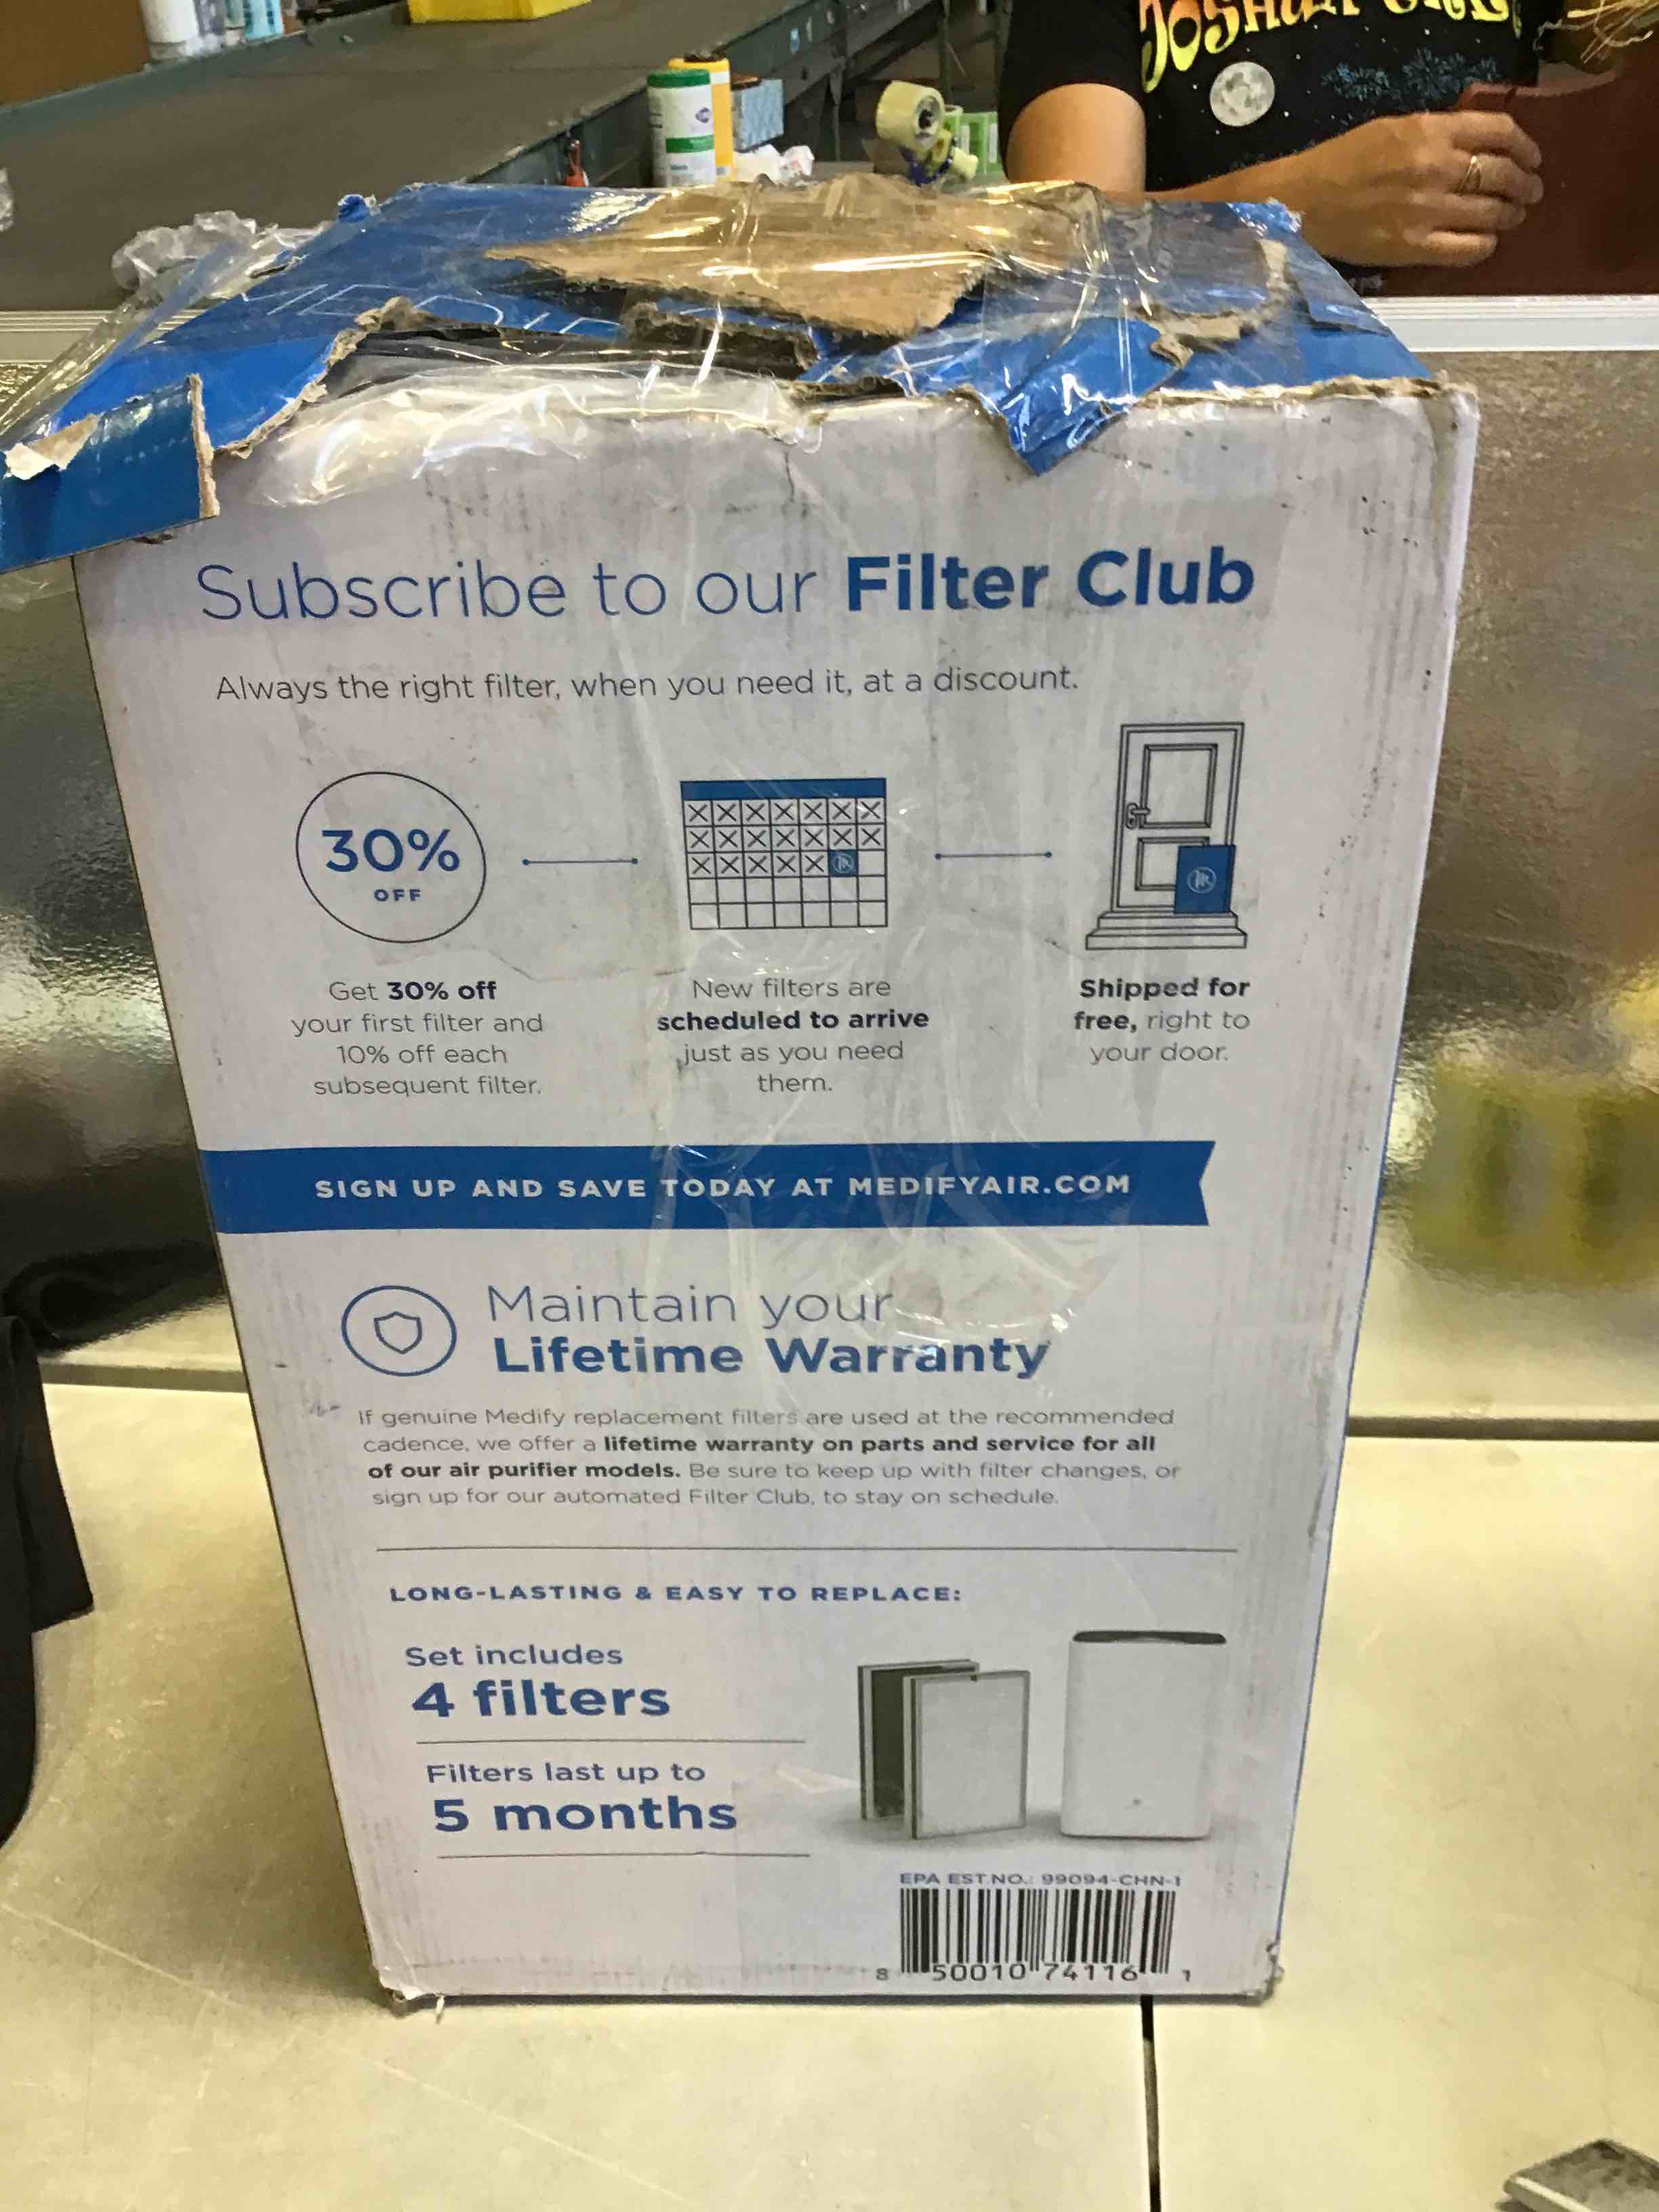 JOSHUA
Subscribe to our Filter Club
Always the right filter, when you need it, at a discount.
30%
OFF
Get 30% off
your first filter and
10% off each
subsequent filter.
New filters are
scheduled to arrive
just as you need
them.
Shipped for
free, right to
your door.
SIGN UP AND SAVE TODAY AT MEDIFYAIR.COM
Maintain your
Lifetime Warranty
If genuine Medify replacement filters are used at the recommended
cadence, we offer a lifetime warranty on parts and service for all
of our air purifier models. Be sure to keep up with filter changes, or
sign up for our automated Filter Club, to stay on schedule.
LONG-LASTING & EASY TO REPLACE:
Set includes
4 filters
Filters last up to
5 months
EPA EST.NO.: 99094-CHN-1
8 50010 74116 1